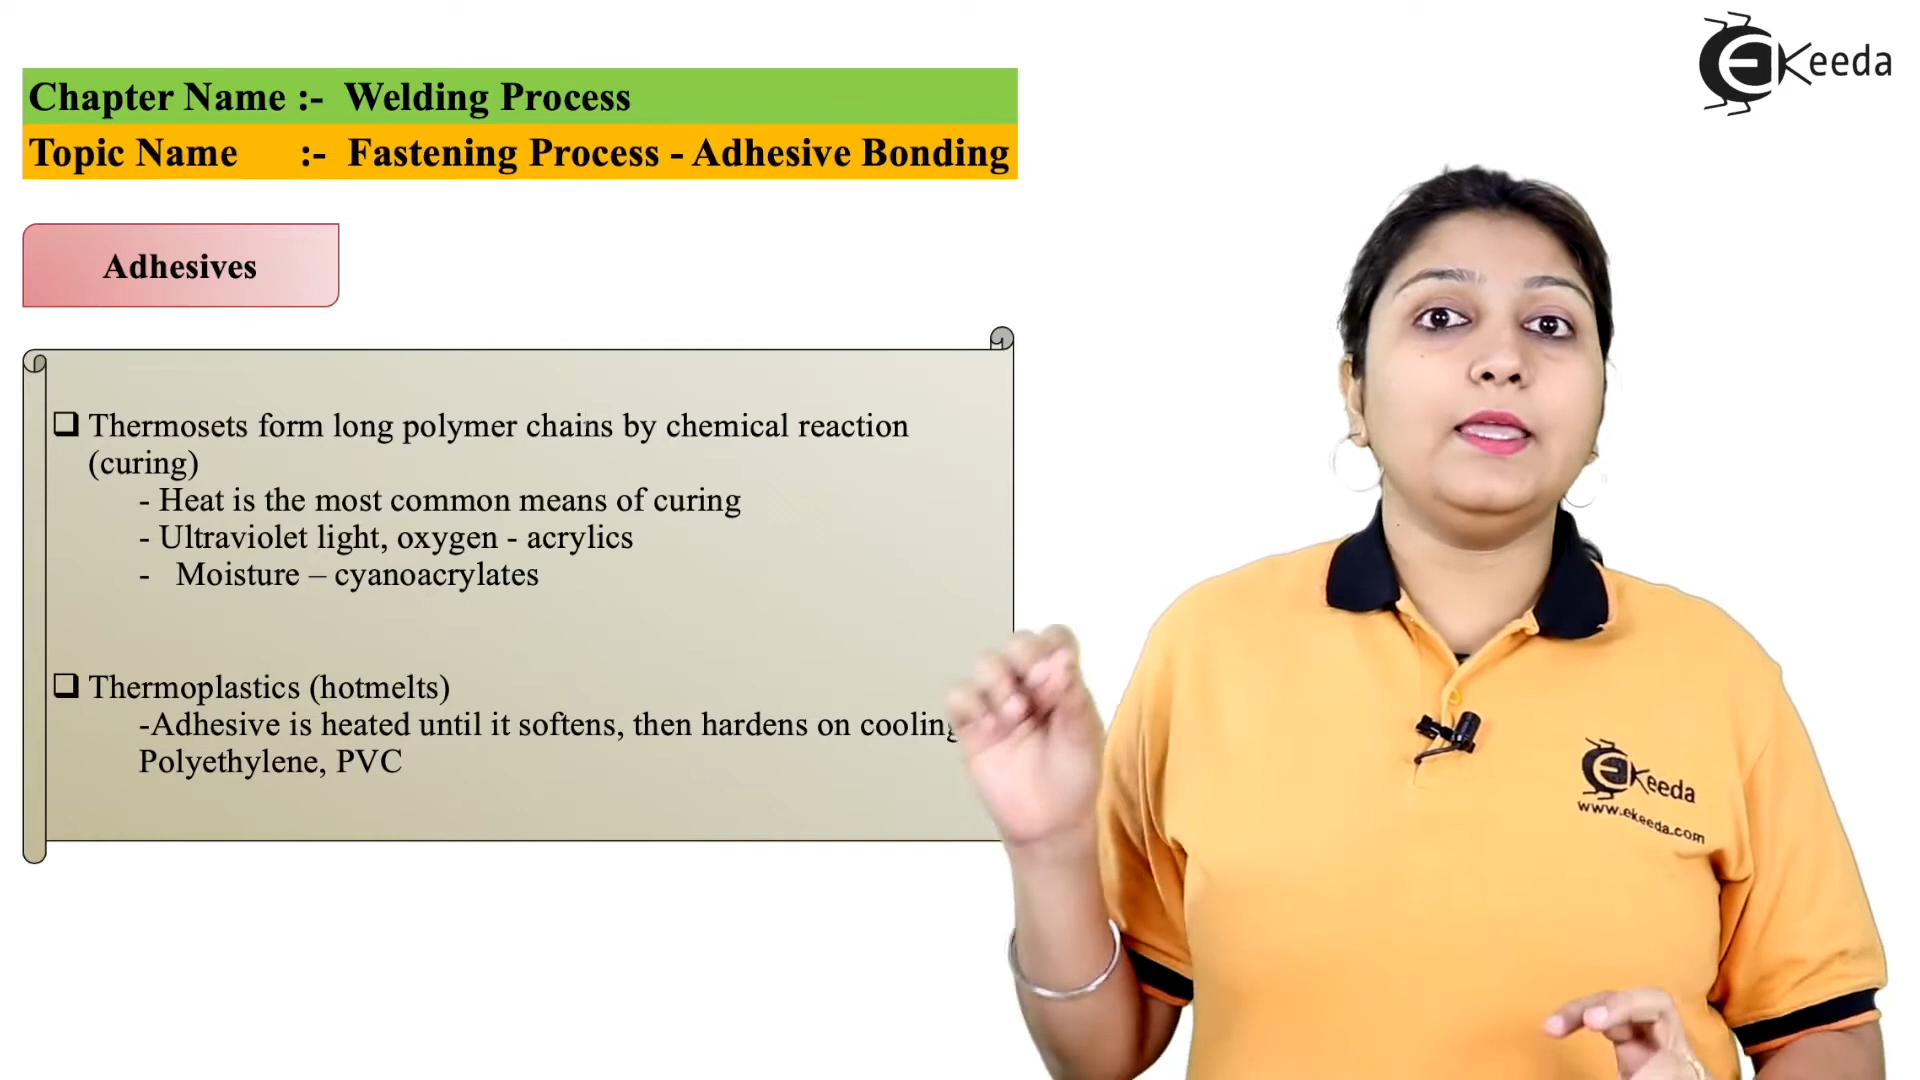 Keeda
Chapter Name :- Welding Process
Topic Name :- Fastening Process - Adhesive Bonding
Adhesives
Thermosets form long polymer chains by chemical reaction
(curing)
- Heat is the most common means of curing
- Ultraviolet light, oxygen - acrylics
- Moisture – cyanoacrylates
Thermoplastics (hotmelts)
-Adhesive is heated until it softens, then hardens on cooling
Polyethylene, PVC
Keeda
www.ekeeda.com